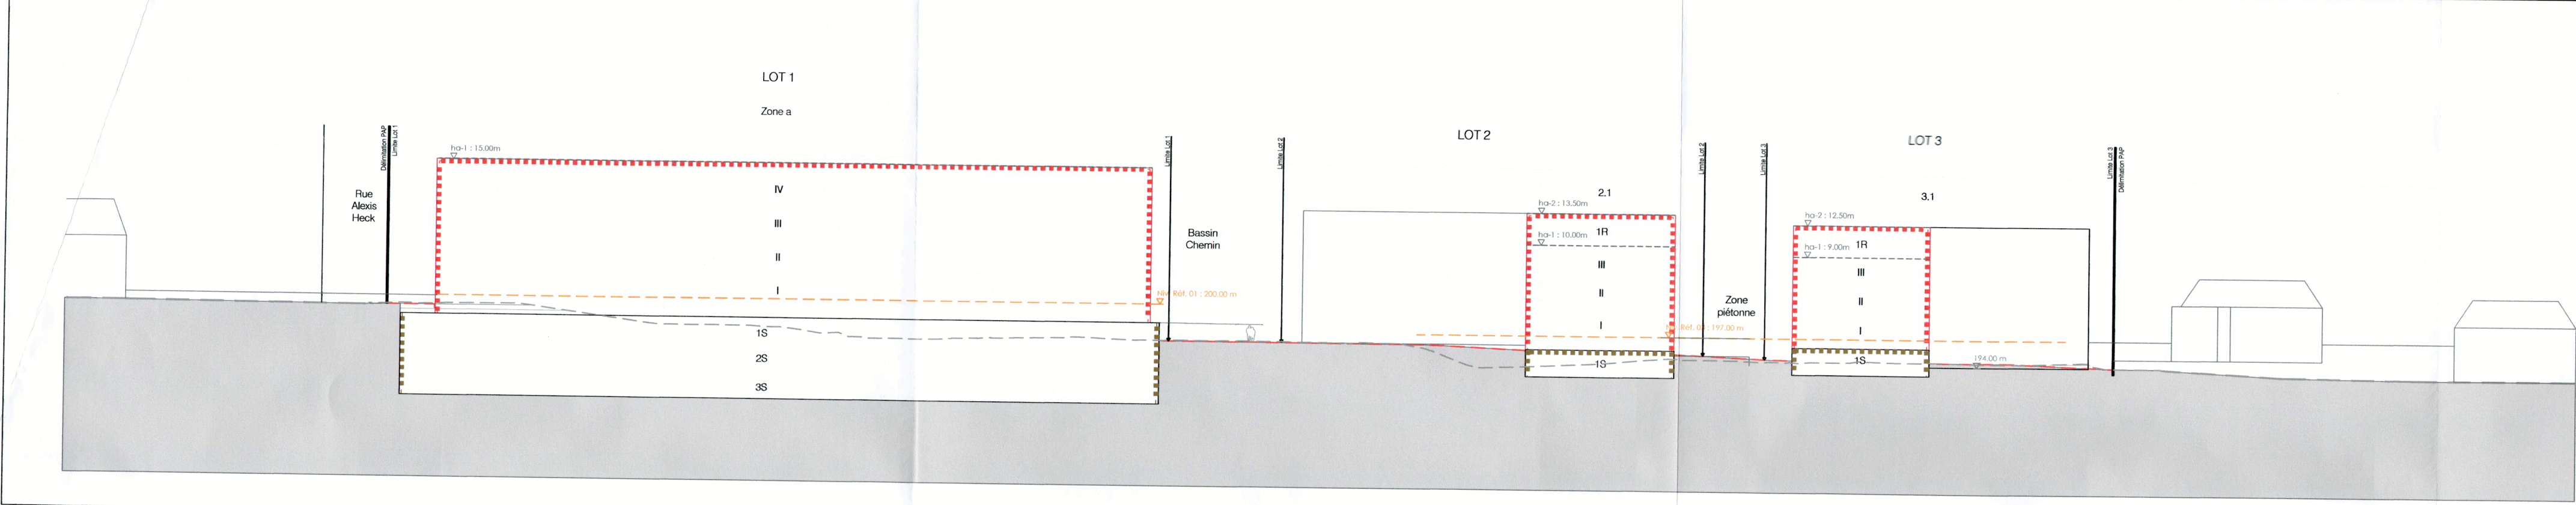 LOT 1
Zone a
Rue
Alexis
Heck
Délimitation PAP
Limite Lot 1
ha-1 : 15.00m
IV
III
II
I
Niv. Réf. 01 : 200.00 m
1S
2S
3S
Limite Lot 1
Bassin
Chemin
Limite Lot 2
LOT 2
2.1
ha-2 : 13.50m
1R
ha-1 : 10.00m
III
II
I
Réf. 03 : 197.00 m
1S
Limite Lot 2
Zone
piétonne
Limite Lot 3
LOT 3
3.1
ha-2 : 12.50m
1R
ha-1 : 9.00m
III
II
I
1S
194.00 m
Limite Lot 3
Délimitation PAP